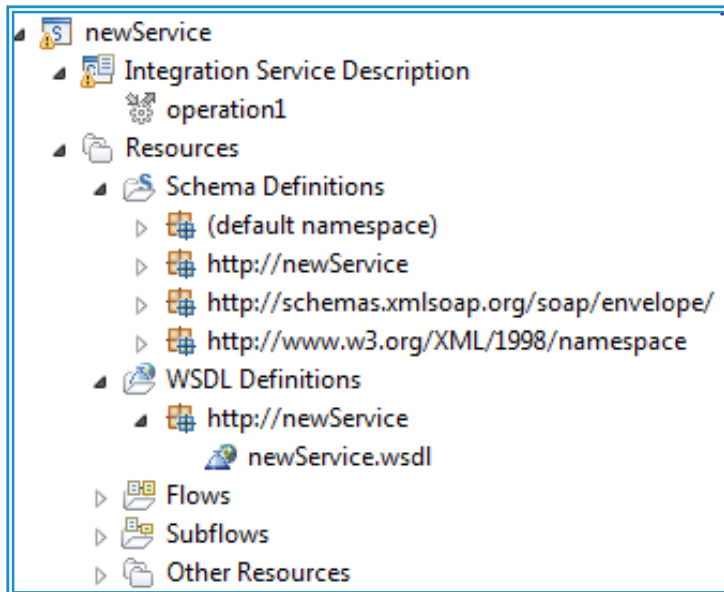 newService
Integration Service Description
operation1
Resources
Schema Definitions
(default namespace)
http://newService
http://schemas.xmlsoap.org/soap/envelope/
http://www.w3.org/XML/1998/namespace
WSDL Definitions
http://newService
newService.wsdl
Flows
Subflows
Other Resources